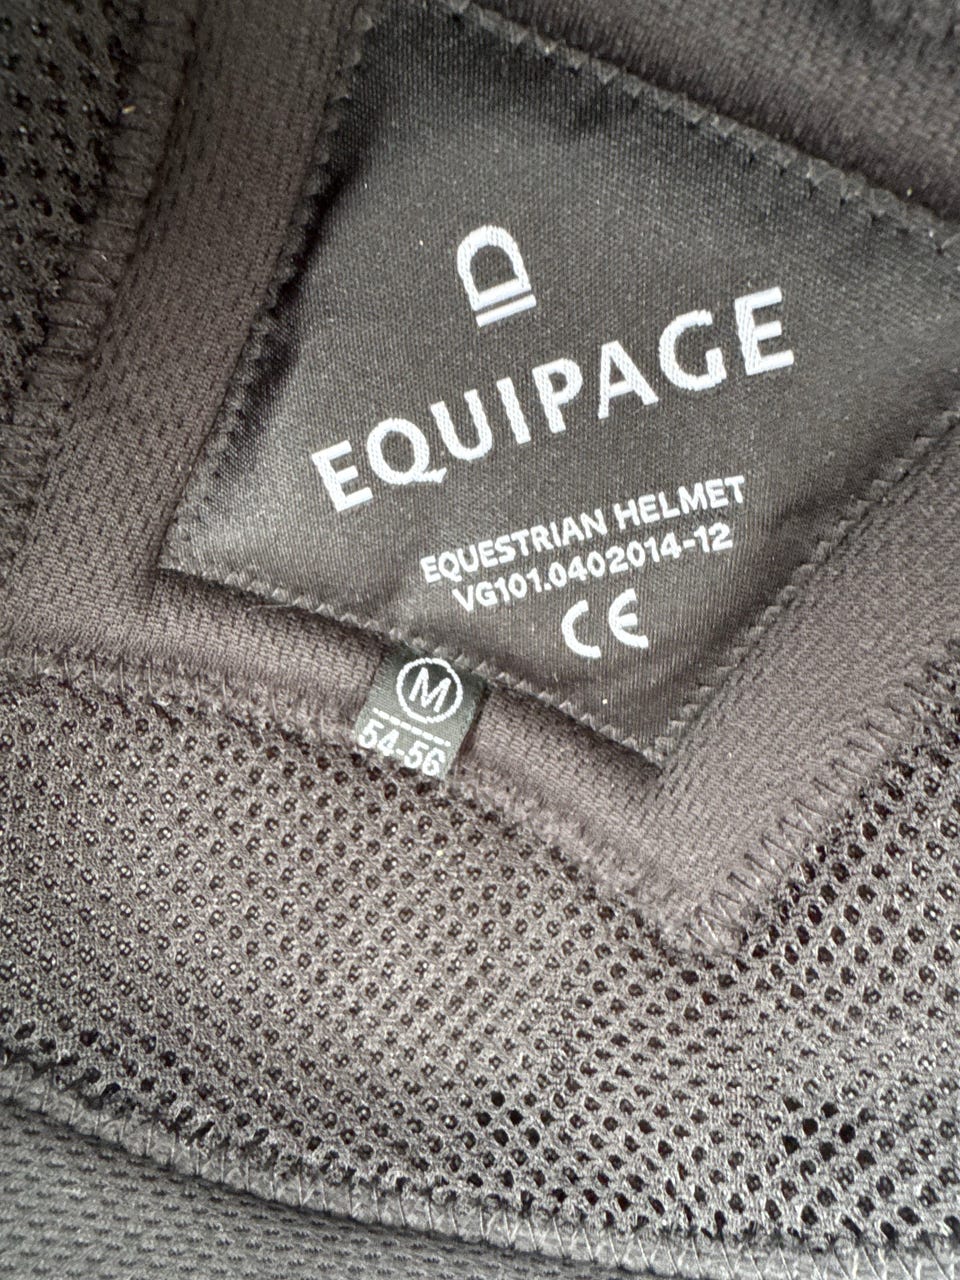 EQUIPAGE
EQUESTRIAN HELMET
VG101.0402014-12
CE
M
54-56